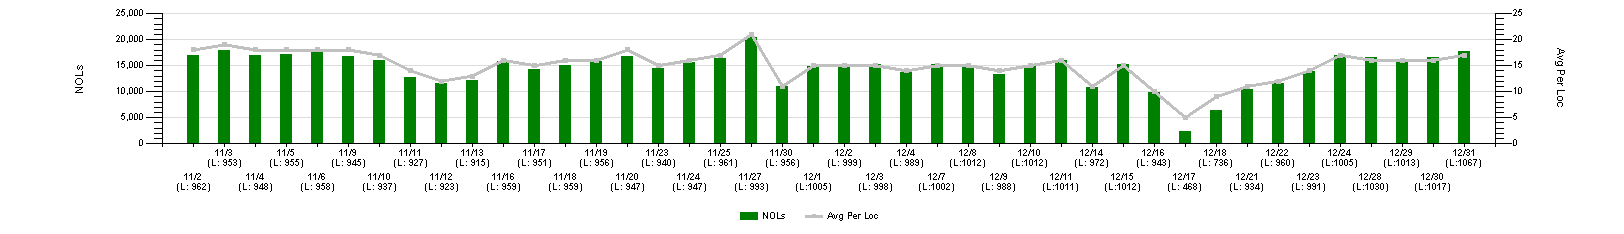 25,000
20,000
15,000
10,000
5,000
0
NOLs
25
20
15
10
5
0
Avg Per Loc
11/3 11/5 11/9 11/11 11/13 11/17 11/19 11/23 11/25 11/30 12/2 12/4 12/8 12/10 12/14 12/16 12/18 12/22 12/24 12/29 12/31
(L: 953) (L: 955) (L: 945) (L: 927) (L: 915) (L: 951) (L: 956) (L: 940) (L: 961) (L: 956) (L: 999) (L: 989) (L:1012) (L:1012) (L: 972) (L: 943) (L: 736) (L: 960) (L:1005) (L:1013) (L:1067)
11/2 11/4 11/6 11/10 11/12 11/16 11/18 11/20 11/24 11/27 12/1 12/3 12/7 12/9 12/11 12/15 12/17 12/21 12/23 12/28 12/30
(L: 962) (L: 948) (L: 958) (L: 937) (L: 923) (L: 959) (L: 959) (L: 947) (L: 947) (L: 993) (L:1005) (L: 998) (L:1002) (L: 988) (L:1011) (L:1012) (L: 468) (L: 934) (L: 991) (L:1030) (L:1017)
NOLs Avg Per Loc